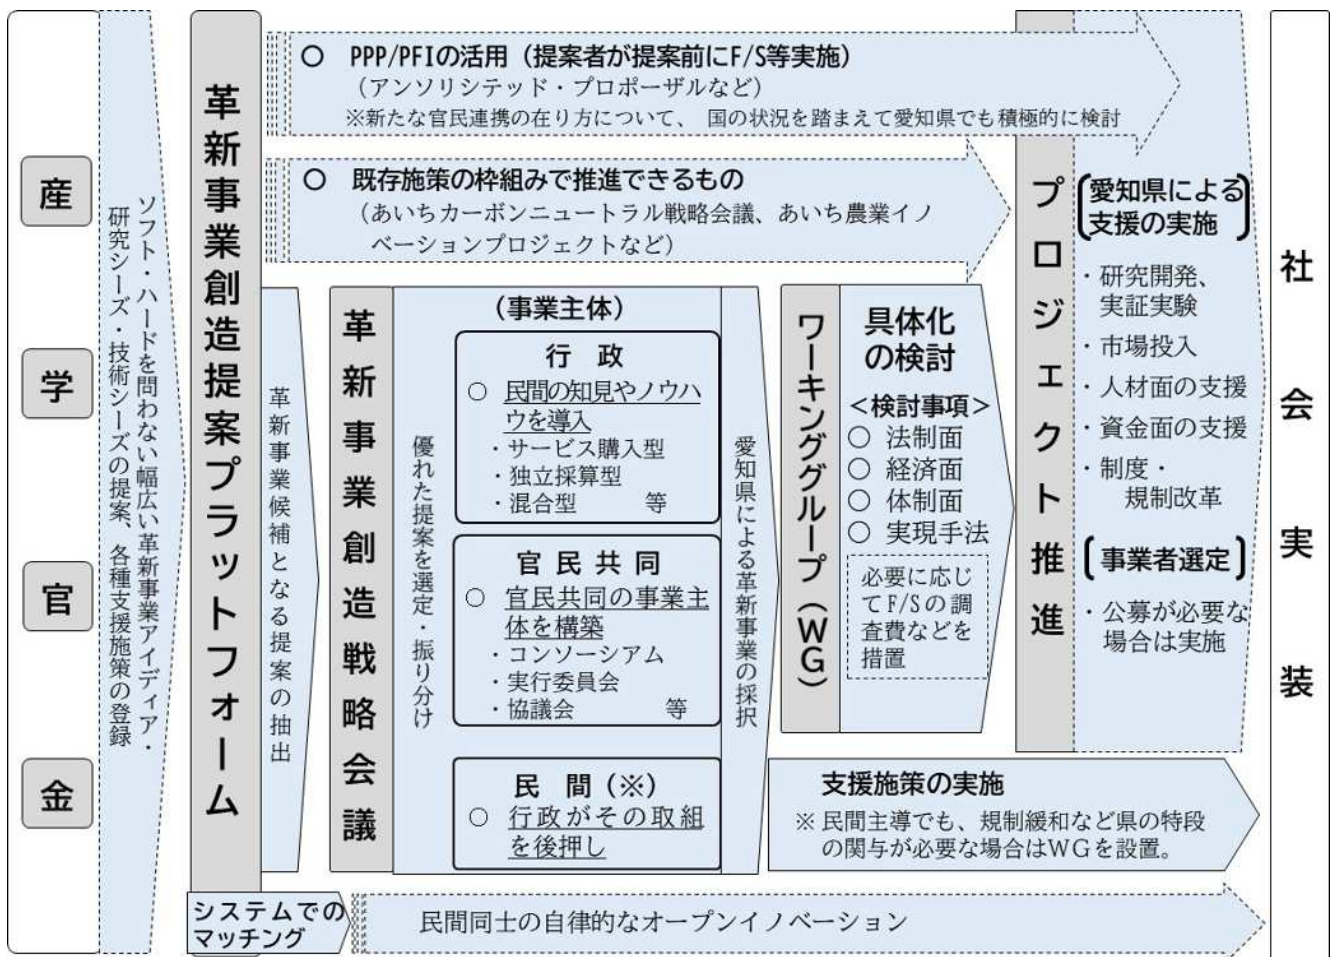 産
学
官
金
ソフト・ハードを問わない幅広い革新事業アイディア・
研究シーズ・技術シーズの提案、各種支援施策の登録
革新事業創造提案プラットフォーム
○ PPP/PFIの活用（提案者が提案前にF/S等実施）
（アンソリシテッド・プロポーザルなど）
※新たな官民連携の在り方について、 国の状況を踏まえて愛知県でも積極的に検討
○ 既存施策の枠組みで推進できるもの
（あいちカーボンニュートラル戦略会議、あいち農業イノ
ベーションプロジェクトなど）
革新事業候補となる提案の抽出
革新事業創造戦略会議
優れた提案を選定・振り分け
（事業主体）
行 政
○ 民間の知見やノウハ
ウを導入
・サービス購入型
・独立採算型
・混合型 等
官民共同
○ 官民共同の事業主
体を構築
・コンソーシアム
・実行委員会
・協議会 等
民 間（※）
○ 行政がその取組
を後押し
愛知県による革新事業の採択
ワーキンググループ（WG）
具体化
の検討
＜検討事項＞
○ 法制面
○ 経済面
○ 体制面
○ 実現手法
必要に応じ
てF/Sの調
査費などを
措置
プロジェクト推進
〔愛知県による
支援の実施〕
・研究開発、
実証実験
・市場投入
・人材面の支援
・資金面の支援
・制度・
規制改革
〔事業者選定〕
・公募が必要な
場合は実施
支援施策の実施
※ 民間主導でも、規制緩和など県の特段
の関与が必要な場合はWGを設置。
システムでの
マッチング
民間同士の自律的なオープンイノベーション
社会実装